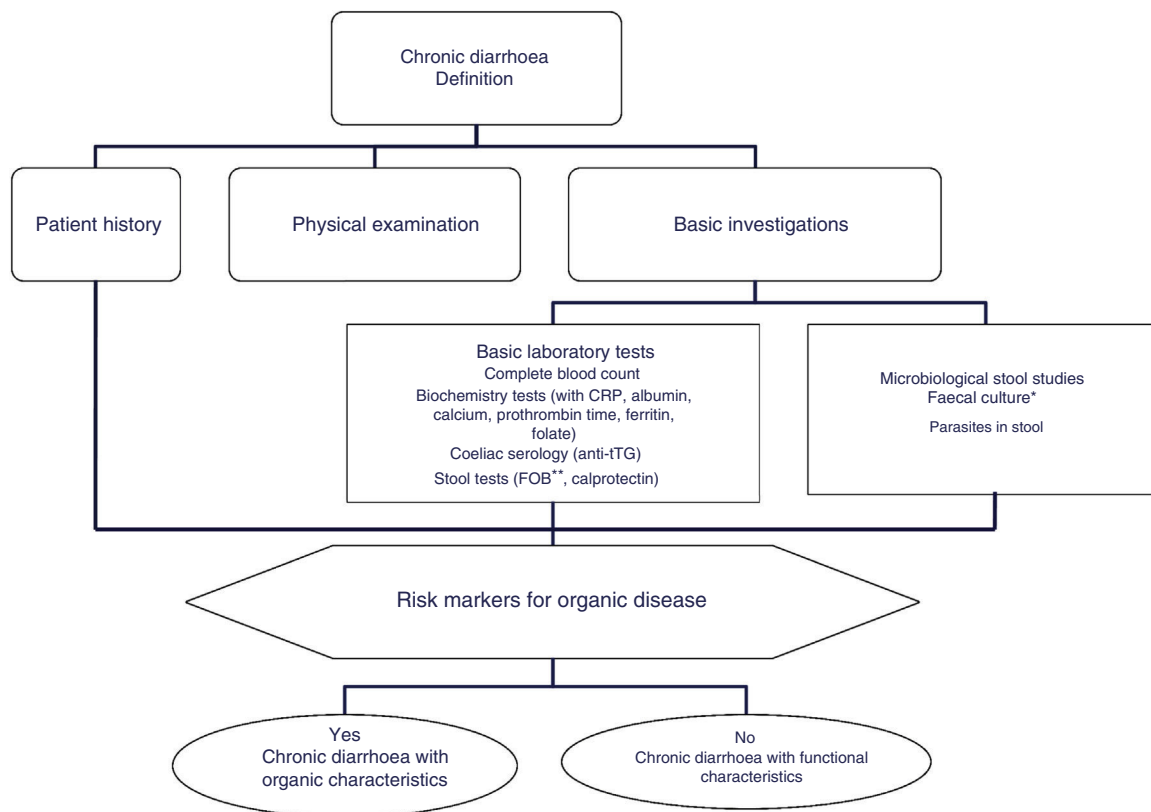 Chronic diarrhoea
Definition
Patient history
Physical examination
Basic investigations
Basic laboratory tests
Complete blood count
Biochemistry tests (with CRP, albumin,
calcium, prothrombin time, ferritin,
folate)
Coeliac serology (anti-tTG)
Stool tests (FOB**, calprotectin)
Microbiological stool studies
Faecal culture*
Parasites in stool
Risk markers for organic disease
Yes
Chronic diarrhoea with
organic characteristics
No
Chronic diarrhoea with functional
characteristics